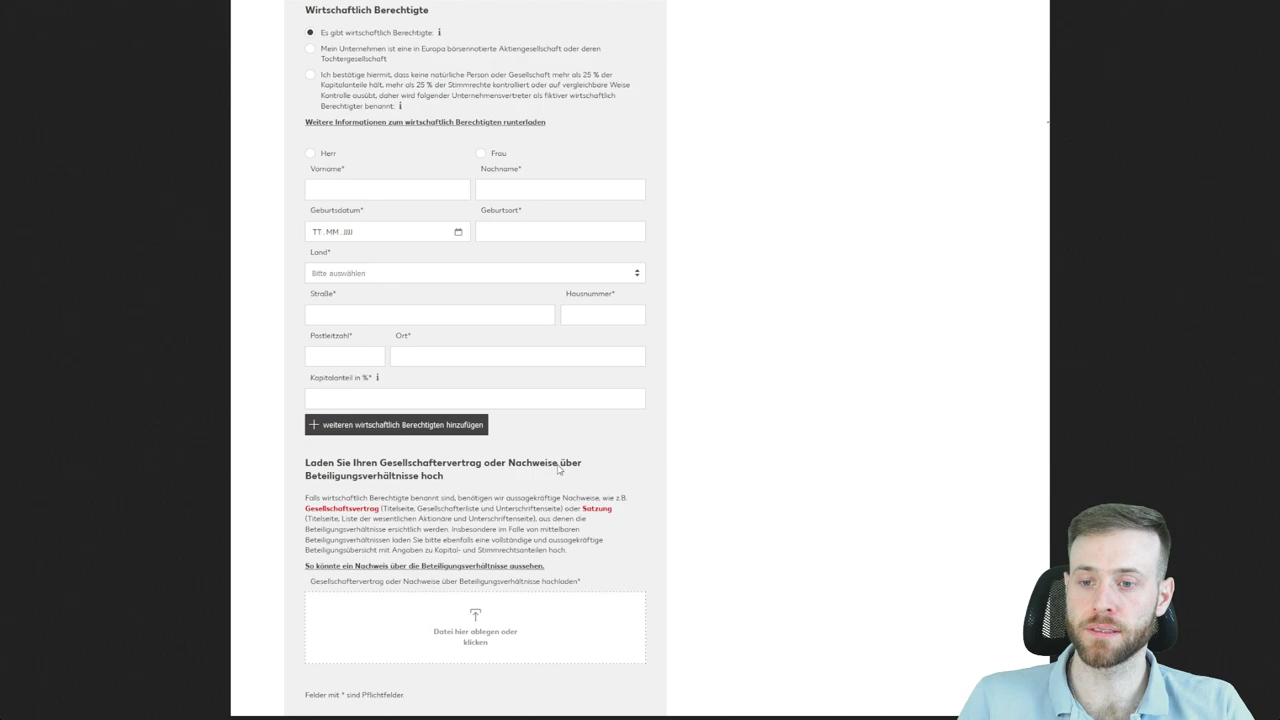 Wirtschaftlich Berechtigte
Es gibt wirtschaftlich Berechtigte: i
Mein Unternehmen ist eine in Europa börsennotierte Aktiengesellschaft oder deren
Tochtergesellschaft
Ich bestätige hiermit, dass keine natürliche Person oder Gesellschaft mehr als 25 % der
Kapitalanteile hält, mehr als 25 % der Stimmrechte kontrolliert oder auf vergleichbare Weise
Kontrolle ausübt, daher wird folgender Unternehmensvertreter als fiktiver wirtschaftlich
Berechtigter benannt: i
Weitere Informationen zum wirtschaftlich Berechtigten runterladen
Herr Frau
Vorname* Nachname*
Geburtsdatum* Geburtsort*
TT.MM.JJJJ
Land*
Bitte auswählen
Straße* Hausnummer*
Postleitzahl* Ort*
Kapitalanteil in %* i
+ weiteren wirtschaftlich Berechtigten hinzufügen
Laden Sie Ihren Gesellschaftervertrag oder Nachweise über
Beteiligungsverhältnisse hoch
Falls wirtschaftlich Berechtigte benannt sind, benötigen wir aussagekräftige Nachweise, wie z.B.
Gesellschaftsvertrag (Titelseite, Gesellschafterliste und Unterschriftenseite) oder Satzung
(Titelseite, Liste der wesentlichen Aktionäre und Unterschriftenseite), aus denen die
Beteiligungsverhältnisse ersichtlich werden. Insbesondere im Falle von mittelbaren
Beteiligungsverhältnissen laden Sie bitte ebenfalls eine vollständige und aussagekräftige
Beteiligungsübersicht mit Angaben zu Kapital- und Stimmrechtsanteilen hoch.
So könnte ein Nachweis über die Beteiligungsverhältnisse aussehen.
Gesellschaftervertrag oder Nachweise über Beteiligungsverhältnisse hochladen*
Datei hier ablegen oder
klicken
Felder mit * sind Pflichtfelder.